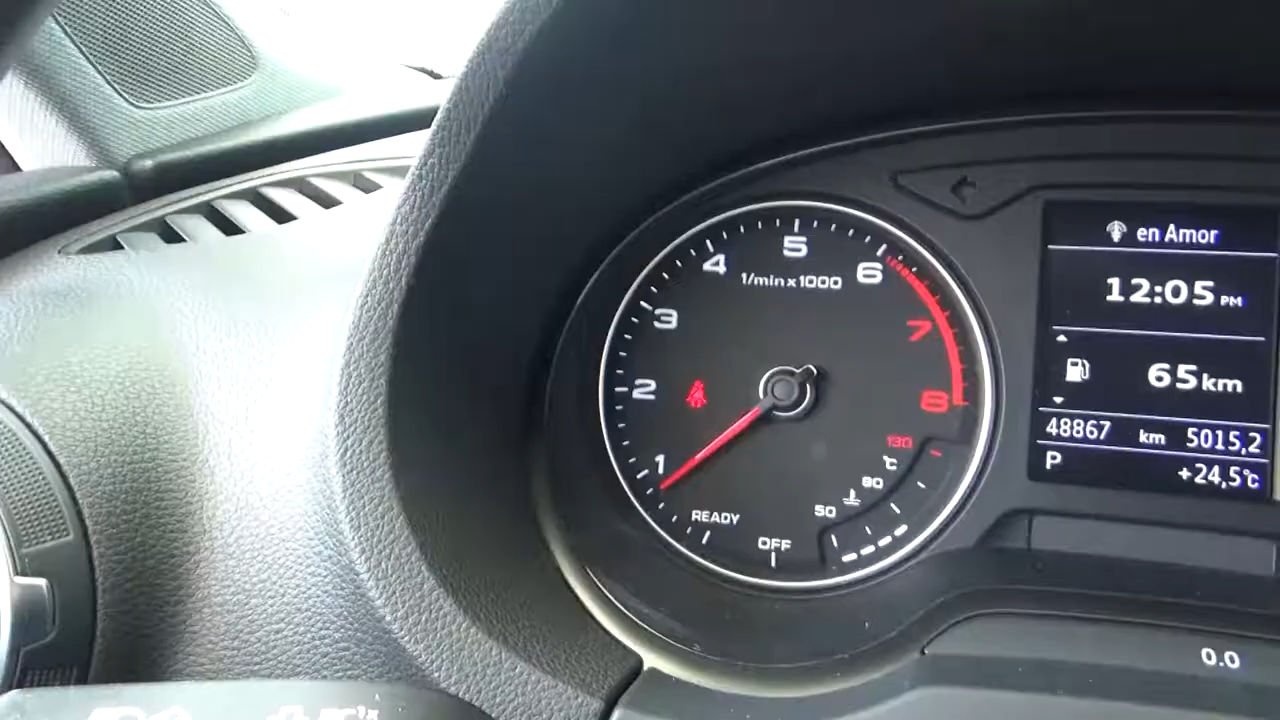 5
4
6
1/min x 1000
3
7
2
8
1
130
°C
90
50
READY
OFF
en Amor
12:05 PM
65 km
48867 km 5015,2
P +24,5°C
0.0